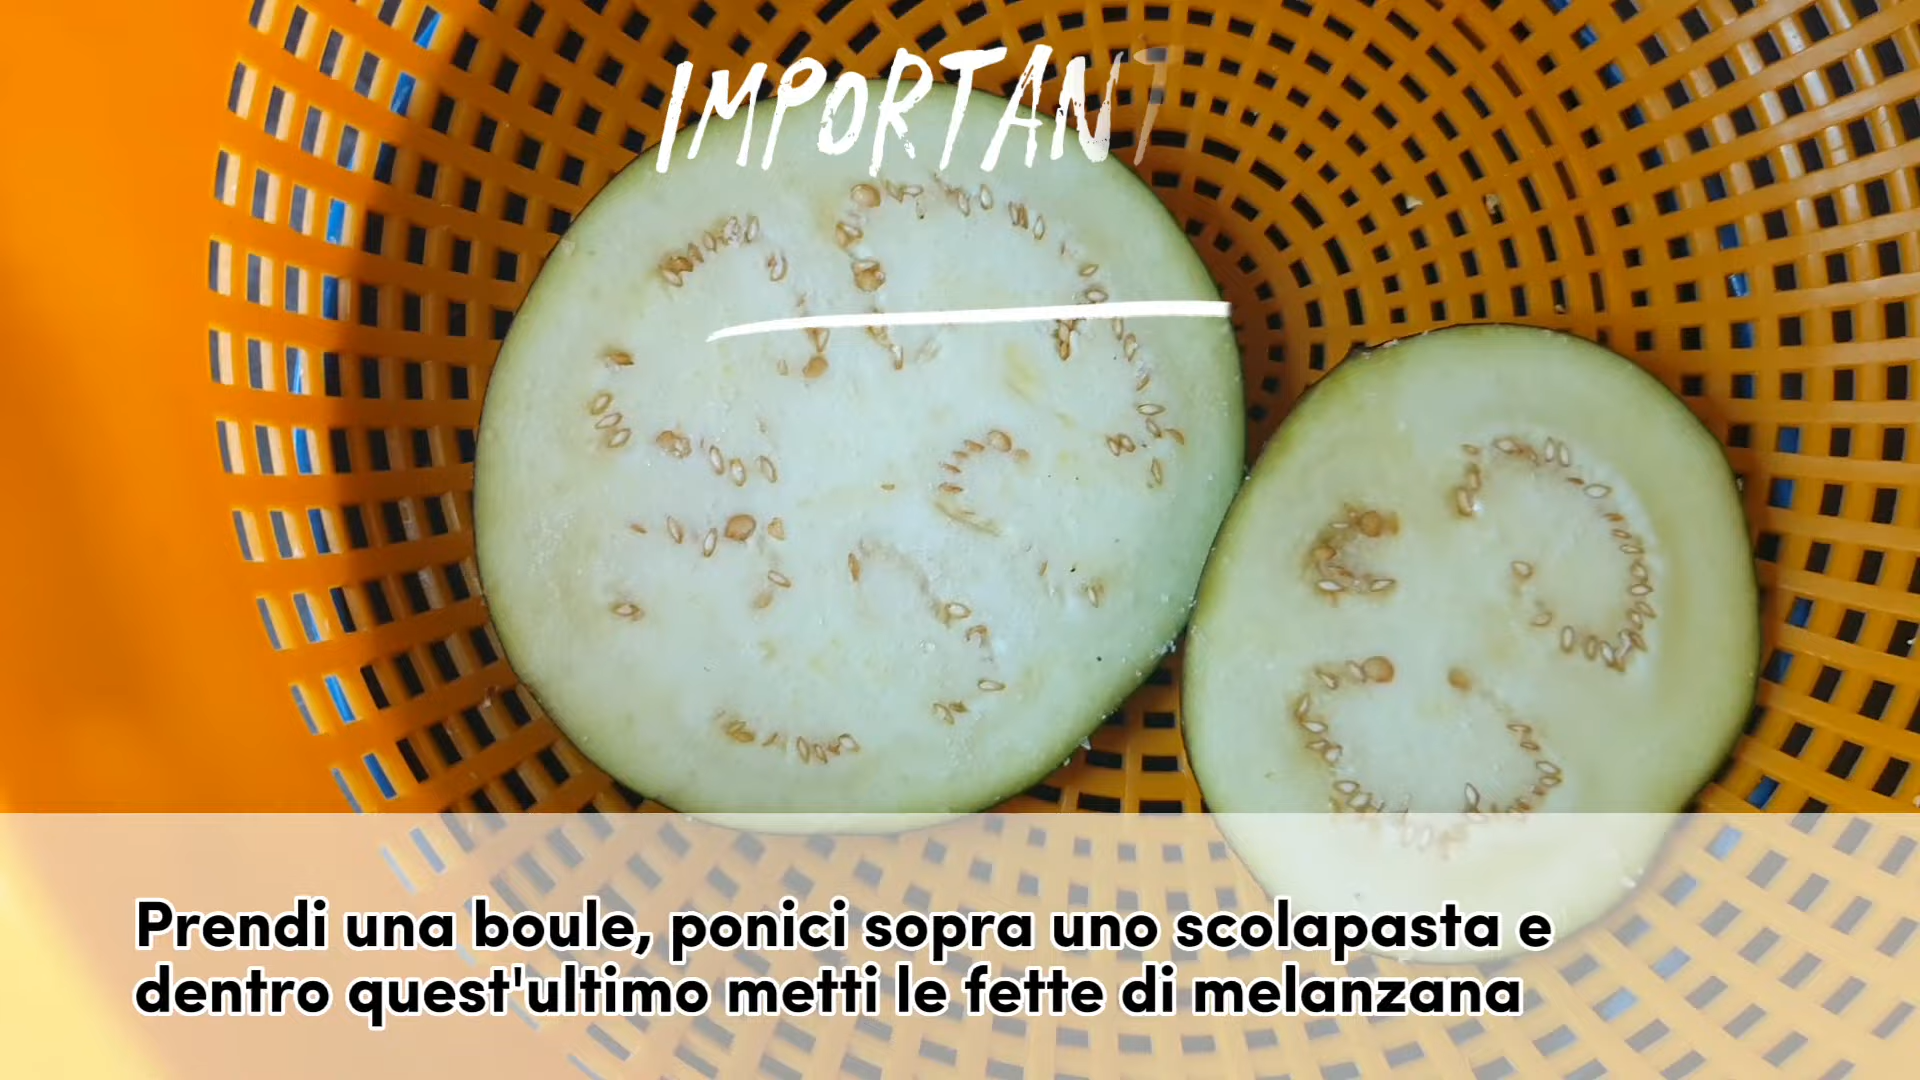 IMPORTANT
Prendi una boule, ponici sopra uno scolapasta e
dentro quest'ultimo metti le fette di melanzana